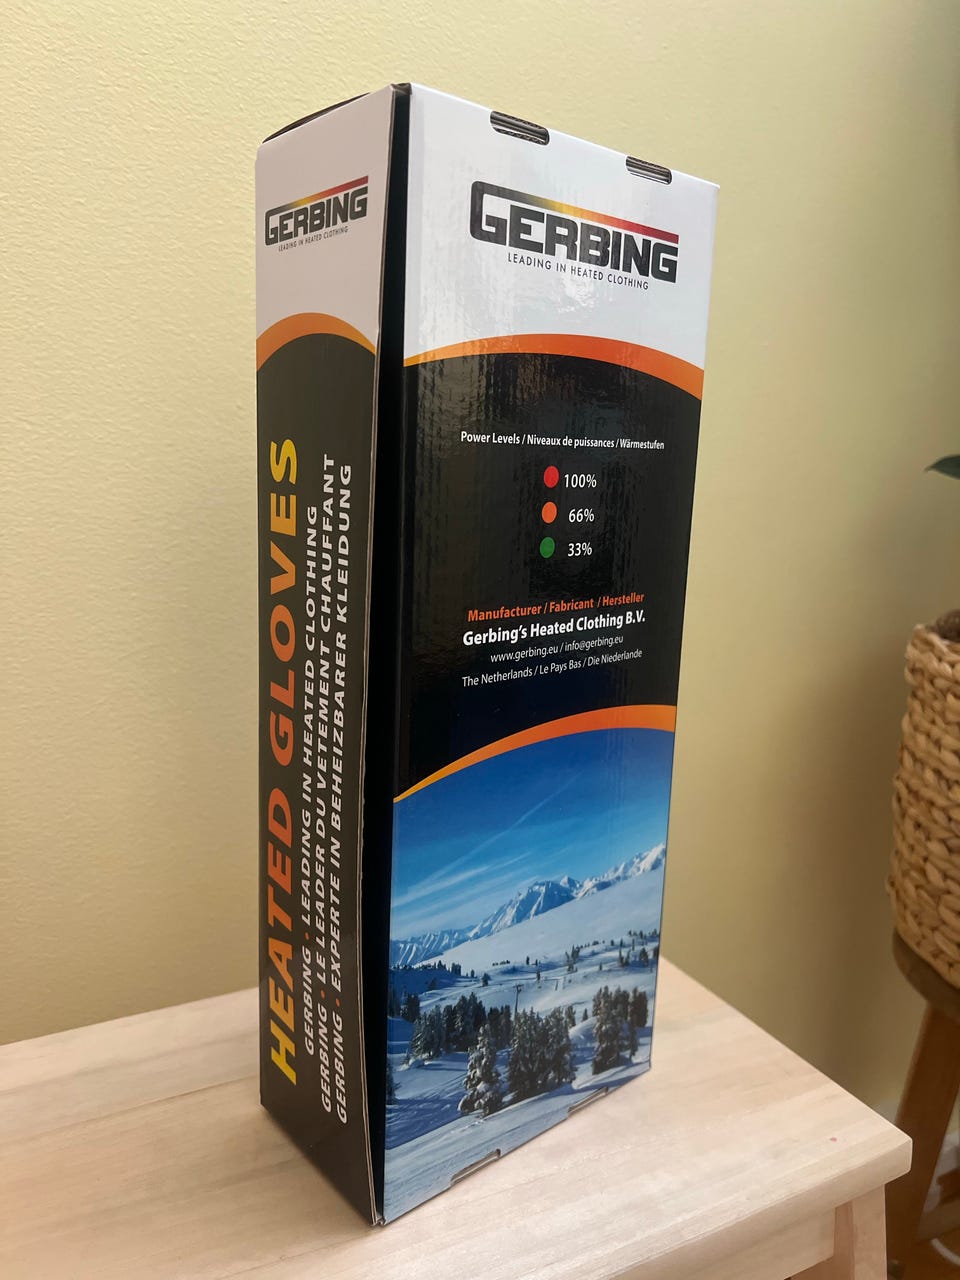 GERBING
LEADING IN HEATED CLOTHING
HEATED GLOVES
GERBING • LEADING IN HEATED CLOTHING
GERBING • LE LEADER DU VETEMENT CHAUFFANT
GERBING • EXPERTE IN BEHEIZBARER KLEIDUNG
GERBING
LEADING IN HEATED CLOTHING
Power Levels / Niveaux de puissances / Wärmestufen
100%
66%
33%
Manufacturer / Fabricant / Hersteller
Gerbing's Heated Clothing B.V.
www.gerbing.eu / info@gerbing.eu
The Netherlands / Le Pays Bas / Die Niederlande